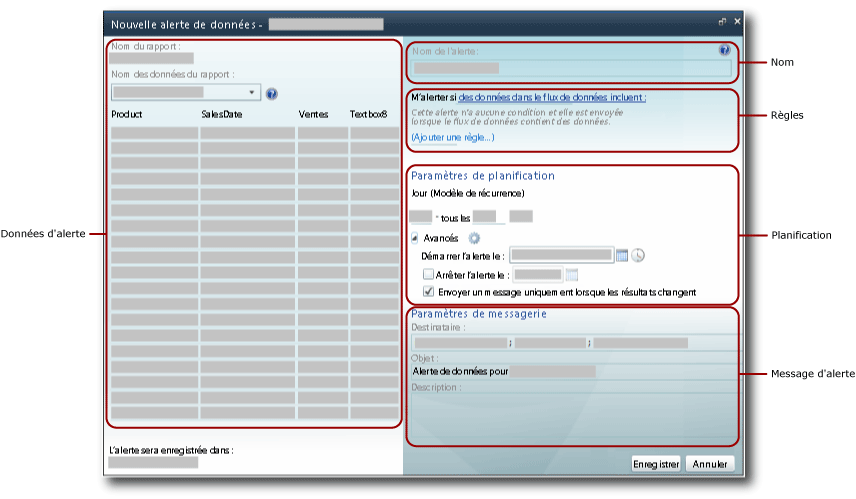 Nouvelle alerte de données -
Nom du rapport :
Nom des données du rapport :
Product SalesDate Ventes Textbox8
L'alerte sera enregistrée dans :
Nom de l'alerte :
M'alerter si des données dans le flux de données incluent :
Cette alerte n'a aucune condition et elle est envoyée
lorsque le flux de données contient des données.
(Ajouter une règle...)
Paramètres de planification
Jour (Modèle de récurrence)
tous les
Avancés
Démarrer l'alerte le :
Arrêter l'alerte le :
Envoyer un message uniquement lorsque les résultats changent
Paramètres de messagerie
Destinataire :
; ;
Objet :
Alerte de données pour
Description :
Enregistrer Annuler
Données d'alerte
Nom
Règles
Planification
Message d'alerte